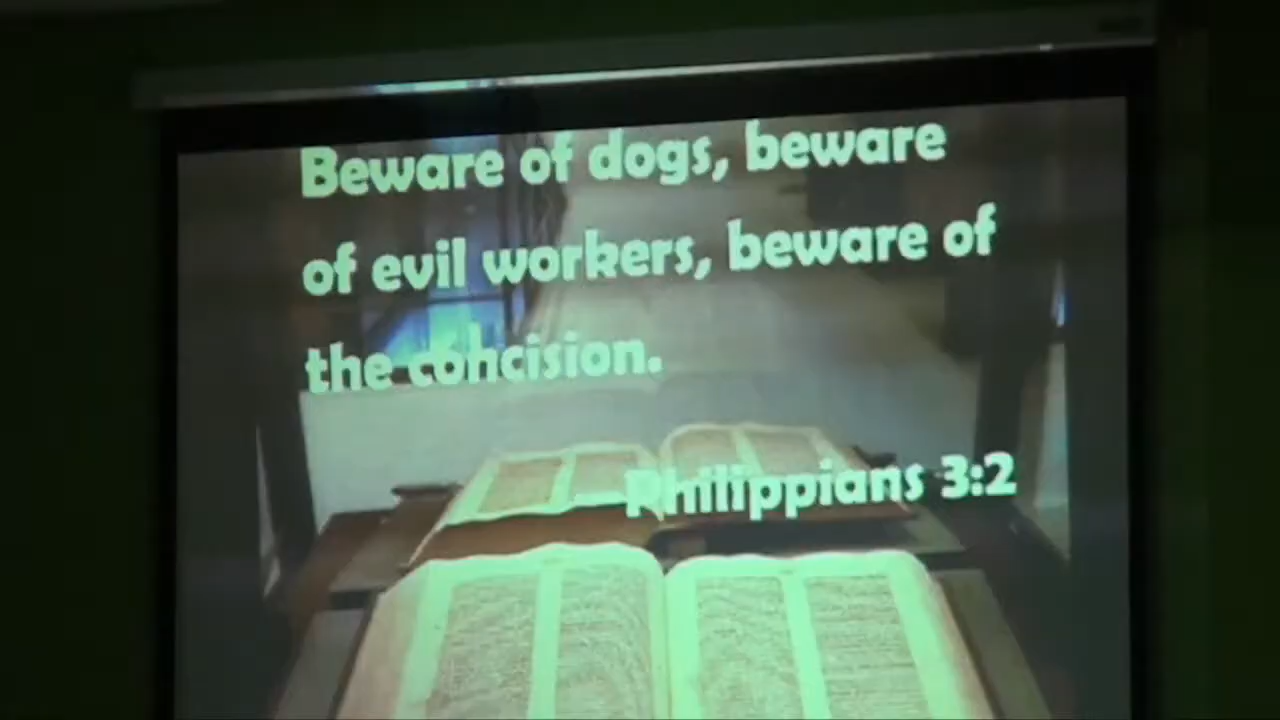 Beware of dogs, beware
of evil workers, beware of
the concision.
Philippians 3:2